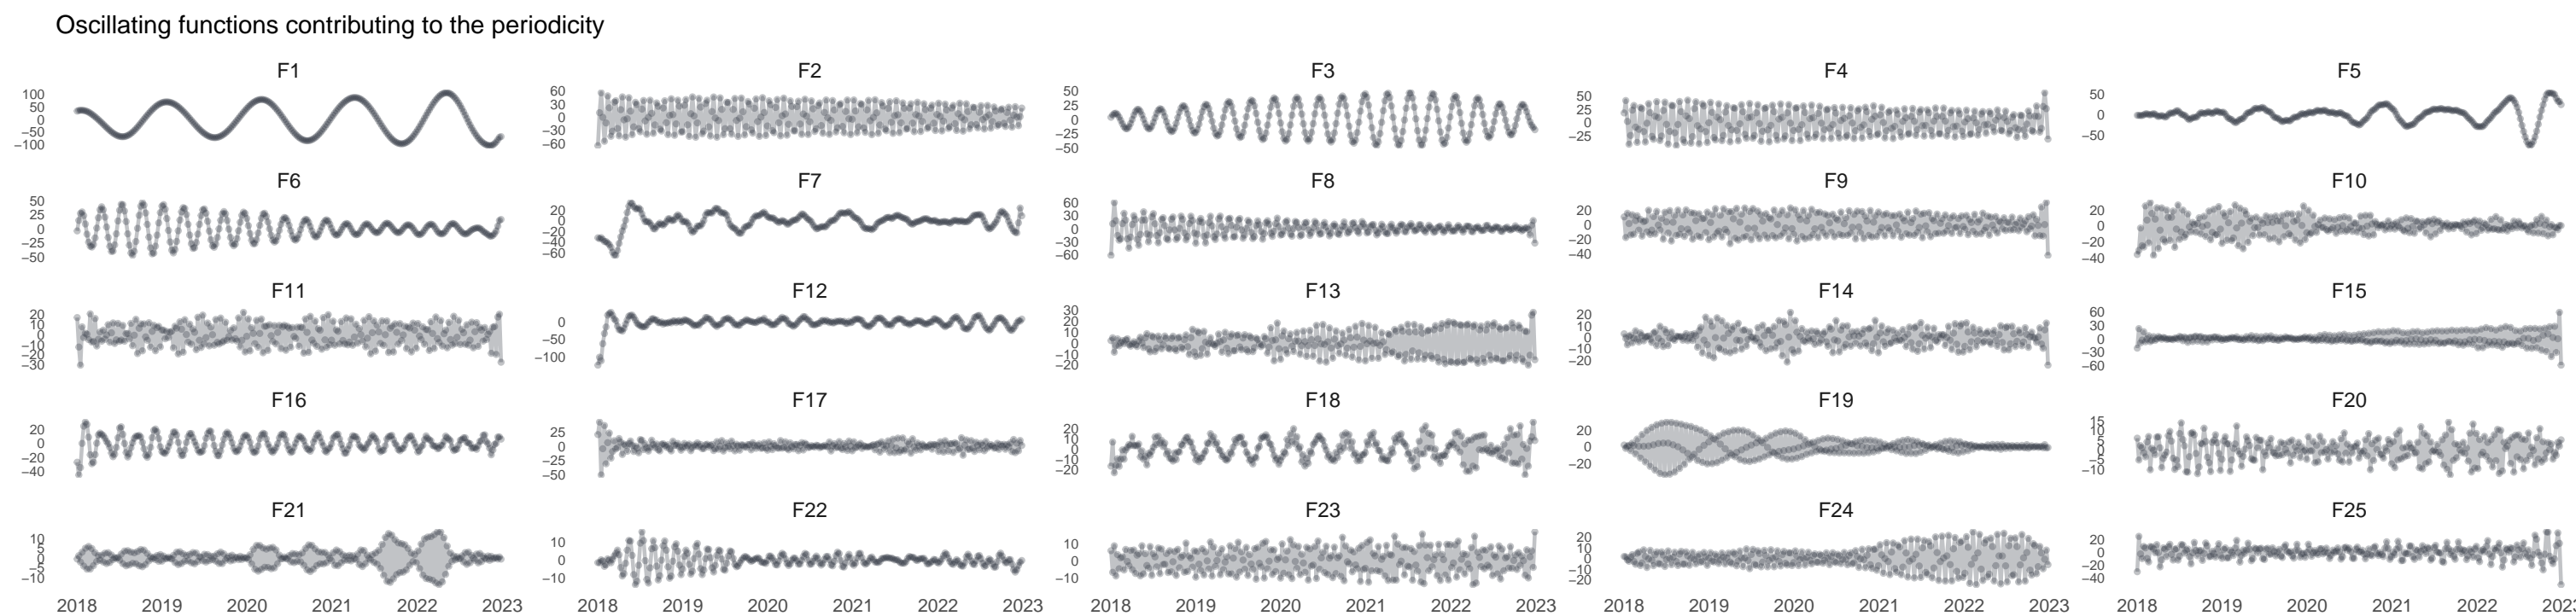 Oscillating functions contributing to the periodicity
F1 F2 F3 F4 F5
100 50 0 −50 −100
60 30 0 −30 −60
50 25 0 −25 −50
50 25 0 −25
50 0 −50
F6 F7 F8 F9 F10
50 25 0 −25 −50
20 0 −20 −40 −60
60 30 0 −30 −60
20 0 −20 −40
20 0 −20 −40
F11 F12 F13 F14 F15
20 10 0 −10 −20 −30
0 −50 −100
30 20 10 0 −10 −20
20 10 0 −10 −20
60 30 0 −30 −60
F16 F17 F18 F19 F20
20 0 −20 −40
25 0 −25 −50
20 10 0 −10 −20
20 0 −20
15 10 5 0 −5 −10
F21 F22 F23 F24 F25
10 5 0 −5 −10
10 0 −10
10 0 −10
20 10 0 −10 −20
20 0 −20 −40
2018 2019 2020 2021 2022 2023
2018 2019 2020 2021 2022 2023
2018 2019 2020 2021 2022 2023
2018 2019 2020 2021 2022 2023
2018 2019 2020 2021 2022